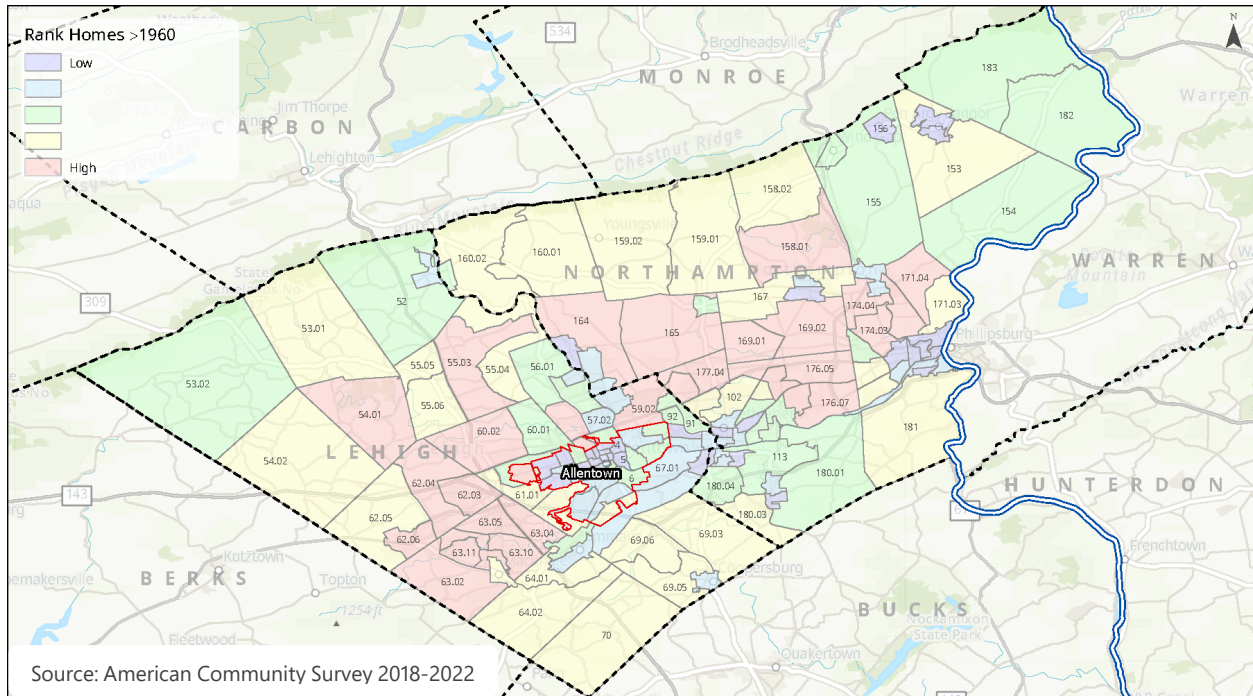 Rank Homes >1960
Low
High
N
534
Brodheadsville
MONROE
Jim Thorpe
CARBON
Lehighton
Chestnut Ridge
183
182
Warren
156
153
158.02
155
154
Youngsville
160.01
159.02
159.01
160.02
158.01
NORTHAMPTON
WARREN
Mountain
309
52
53.01
167
171.04
171.03
174.04
164
165
169.02
174.03
169.01
Phillipsburg
55.05
55.03
55.04
56.01
53.02
177.04
176.05
55.06
54.01
59.02
102
176.07
60.02
60.01
57.02
92
91
181
LEHIGH
54.02
5
113
Allentown
6
67.01
180.01
62.04
61.01
180.04
143
62.03
HUNTERDON
62.05
63.05
180.03
62.06
63.04
69.06
69.03
63.11
63.10
Frenchtown
Kutztown
BERKS
63.02
64.01
69.05
Topton
1254 ft
64.02
BUCKS
70
Nockamixon
State Park
Fleetwood
Quakertown
Source: American Community Survey 2018-2022